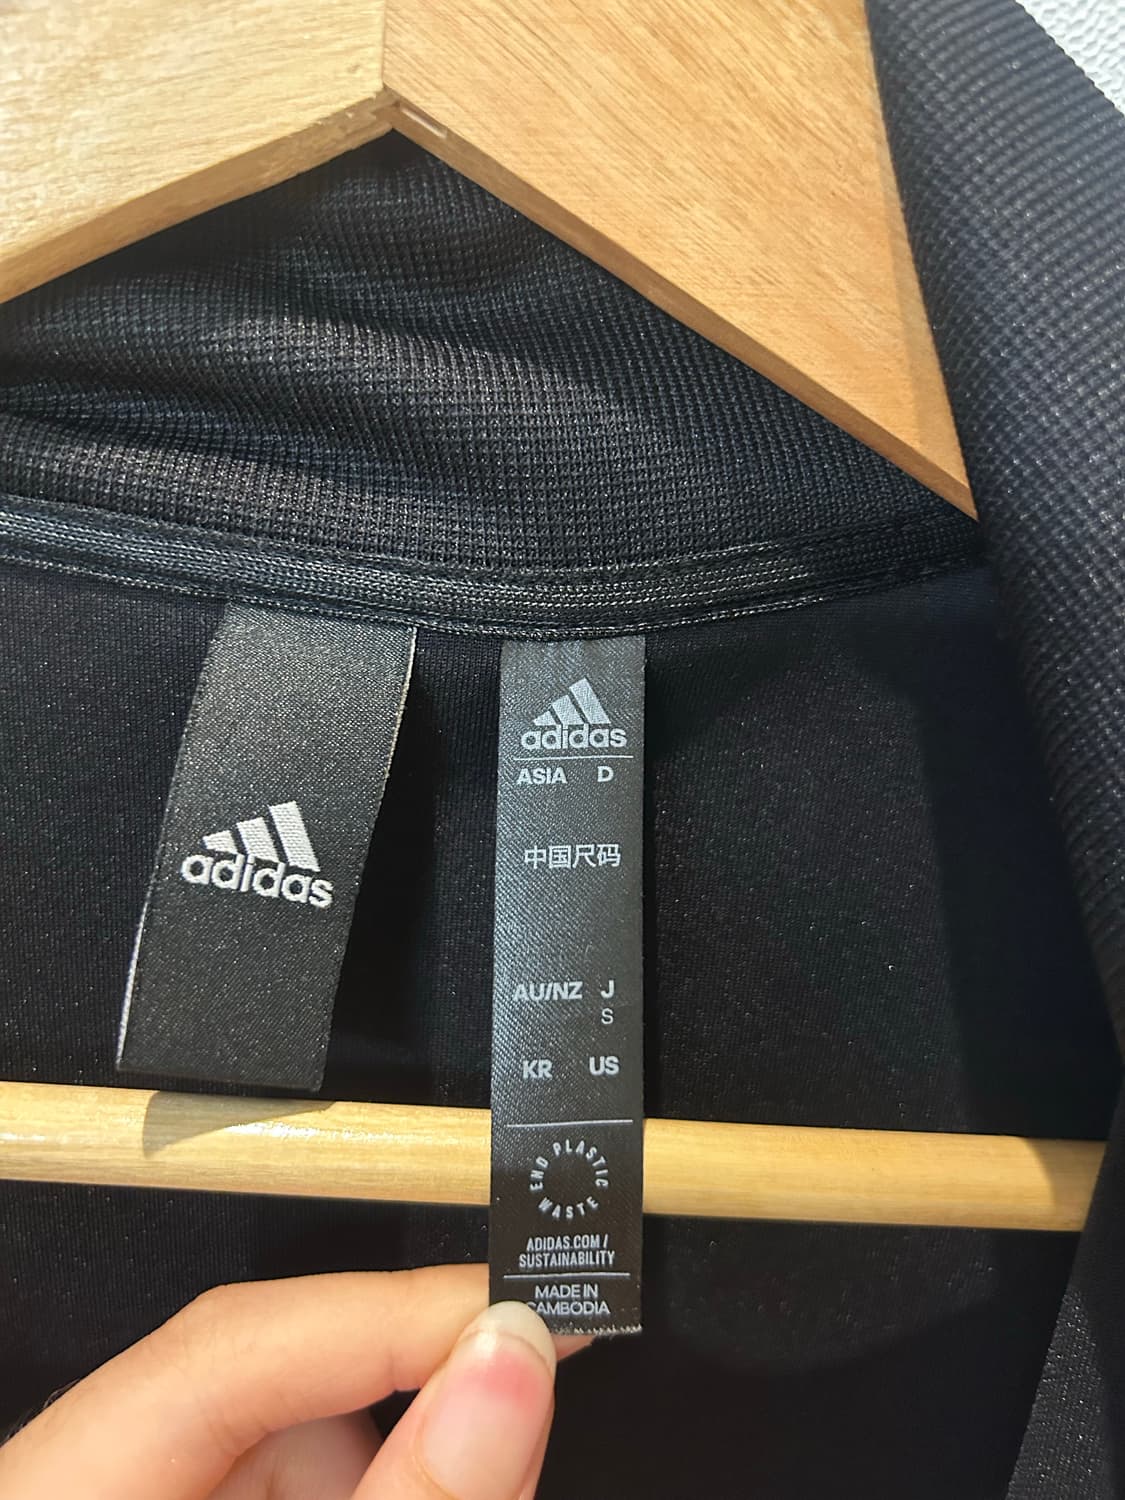 adidas
adidas
ASIA D
中国尺码
AU/NZ J
S
KR US
END PLASTIC WASTE
ADIDAS.COM /
SUSTAINABILITY
MADE IN
CAMBODIA